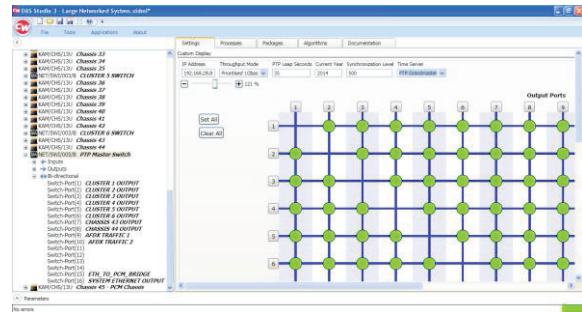 DAS Studio 3 - Large Networked System.xidml*
File Tools Applications About
KAM/CHS/13U Chassis 33
KAM/CHS/13U Chassis 34
KAM/CHS/13U Chassis 35
NET/SWI/003/B CLUSTER 5 SWITCH
KAM/CHS/13U Chassis 36
KAM/CHS/13U Chassis 37
KAM/CHS/13U Chassis 38
KAM/CHS/13U Chassis 39
KAM/CHS/13U Chassis 40
KAM/CHS/13U Chassis 41
KAM/CHS/13U Chassis 42
NET/SWI/003/B CLUSTER 6 SWITCH
KAM/CHS/13U Chassis 43
KAM/CHS/13U Chassis 44
NET/SWI/003/B PTP Master Switch
Inputs
Outputs
Bi-directional
Switch-Port(1) CLUSTER 1 OUTPUT
Switch-Port(2) CLUSTER 2 OUTPUT
Switch-Port(3) CLUSTER 3 OUTPUT
Switch-Port(4) CLUSTER 4 OUTPUT
Switch-Port(5) CLUSTER 5 OUTPUT
Switch-Port(6) CLUSTER 6 OUTPUT
Switch-Port(7) CHASSIS 43 OUTPUT
Switch-Port(8) CHASSIS 44 OUTPUT
Switch-Port(9) AFDX TRAFFIC 1
Switch-Port(10) AFDX TRAFFIC 2
Switch-Port(11)
Switch-Port(12)
Switch-Port(13)
Switch-Port(14)
Switch-Port(15) ETH_TO_PCM_BRIDGE
Switch-Port(16) SYSTEM ETHERNET OUTPUT
KAM/CHS/13U Chassis 45 - PCM Chassis
Settings Processes Packages Algorithms Documentation
Custom Display
IP Address Throughput Mode PTP Leap Seconds Current Year Synchronization Level Time Server
192.168.28.0 Prioritised 1Gbps 35 2014 500 PTP Grandmaster
121 %
Output Ports
Set All
Clear All
1 2 3 4 5 6 7 8 9
1
2
3
4
5
6
Parameters
No errors